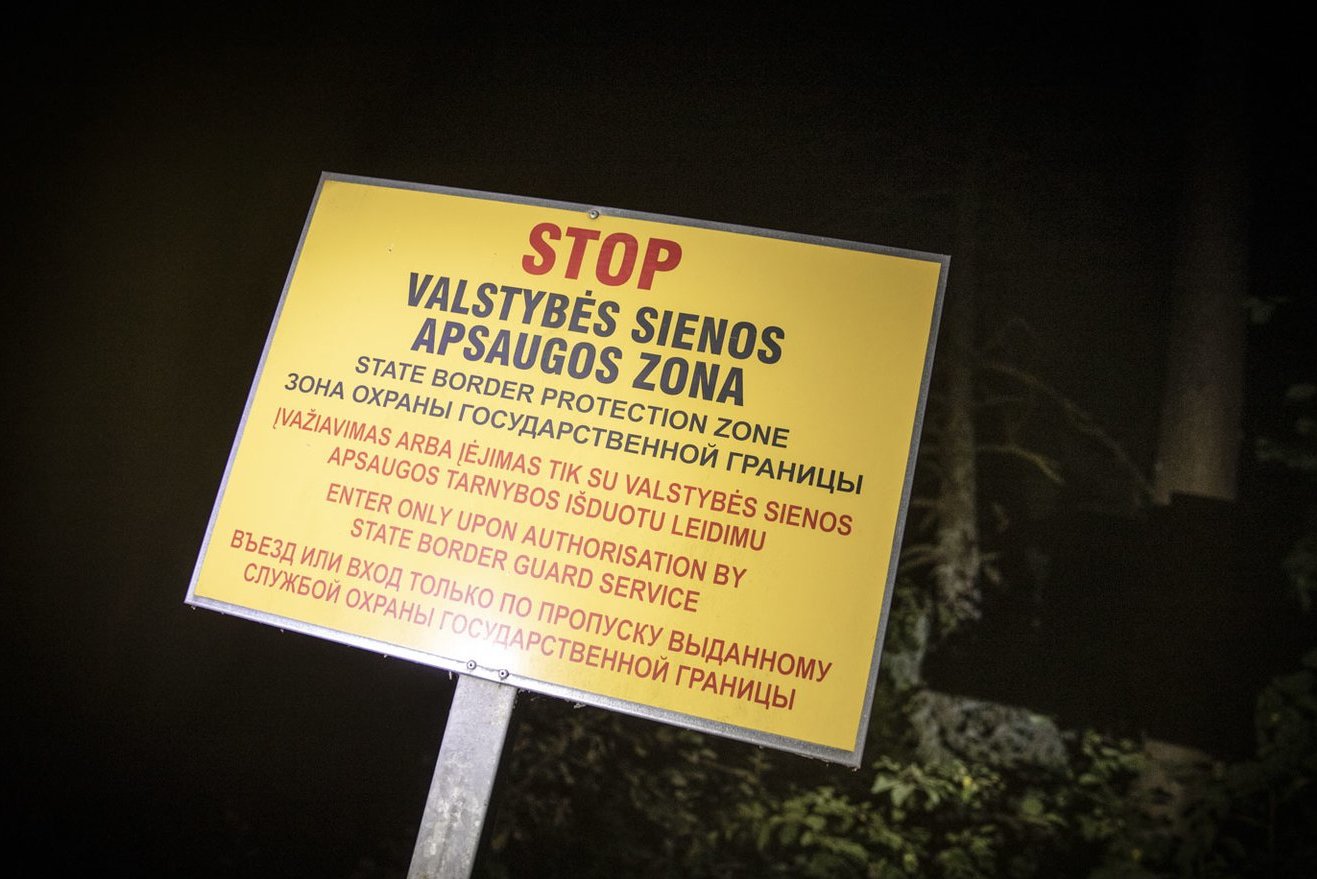 STOP
VALSTYBĖS SIENOS
APSAUGOS ZONA
STATE BORDER PROTECTION ZONE
ЗОНА ОХРАНЫ ГОСУДАРСТВЕННОЙ ГРАНИЦЫ
ĮVAŽIAVIMAS ARBA ĮĖJIMAS TIK SU VALSTYBĖS SIENOS
APSAUGOS TARNYBOS IŠDUOTU LEIDIMU
ENTER ONLY UPON AUTHORISATION BY
STATE BORDER GUARD SERVICE
ВЪЕЗД ИЛИ ВХОД ТОЛЬКО ПО ПРОПУСКУ ВЫДАННОМУ
СЛУЖБОЙ ОХРАНЫ ГОСУДАРСТВЕННОЙ ГРАНИЦЫ